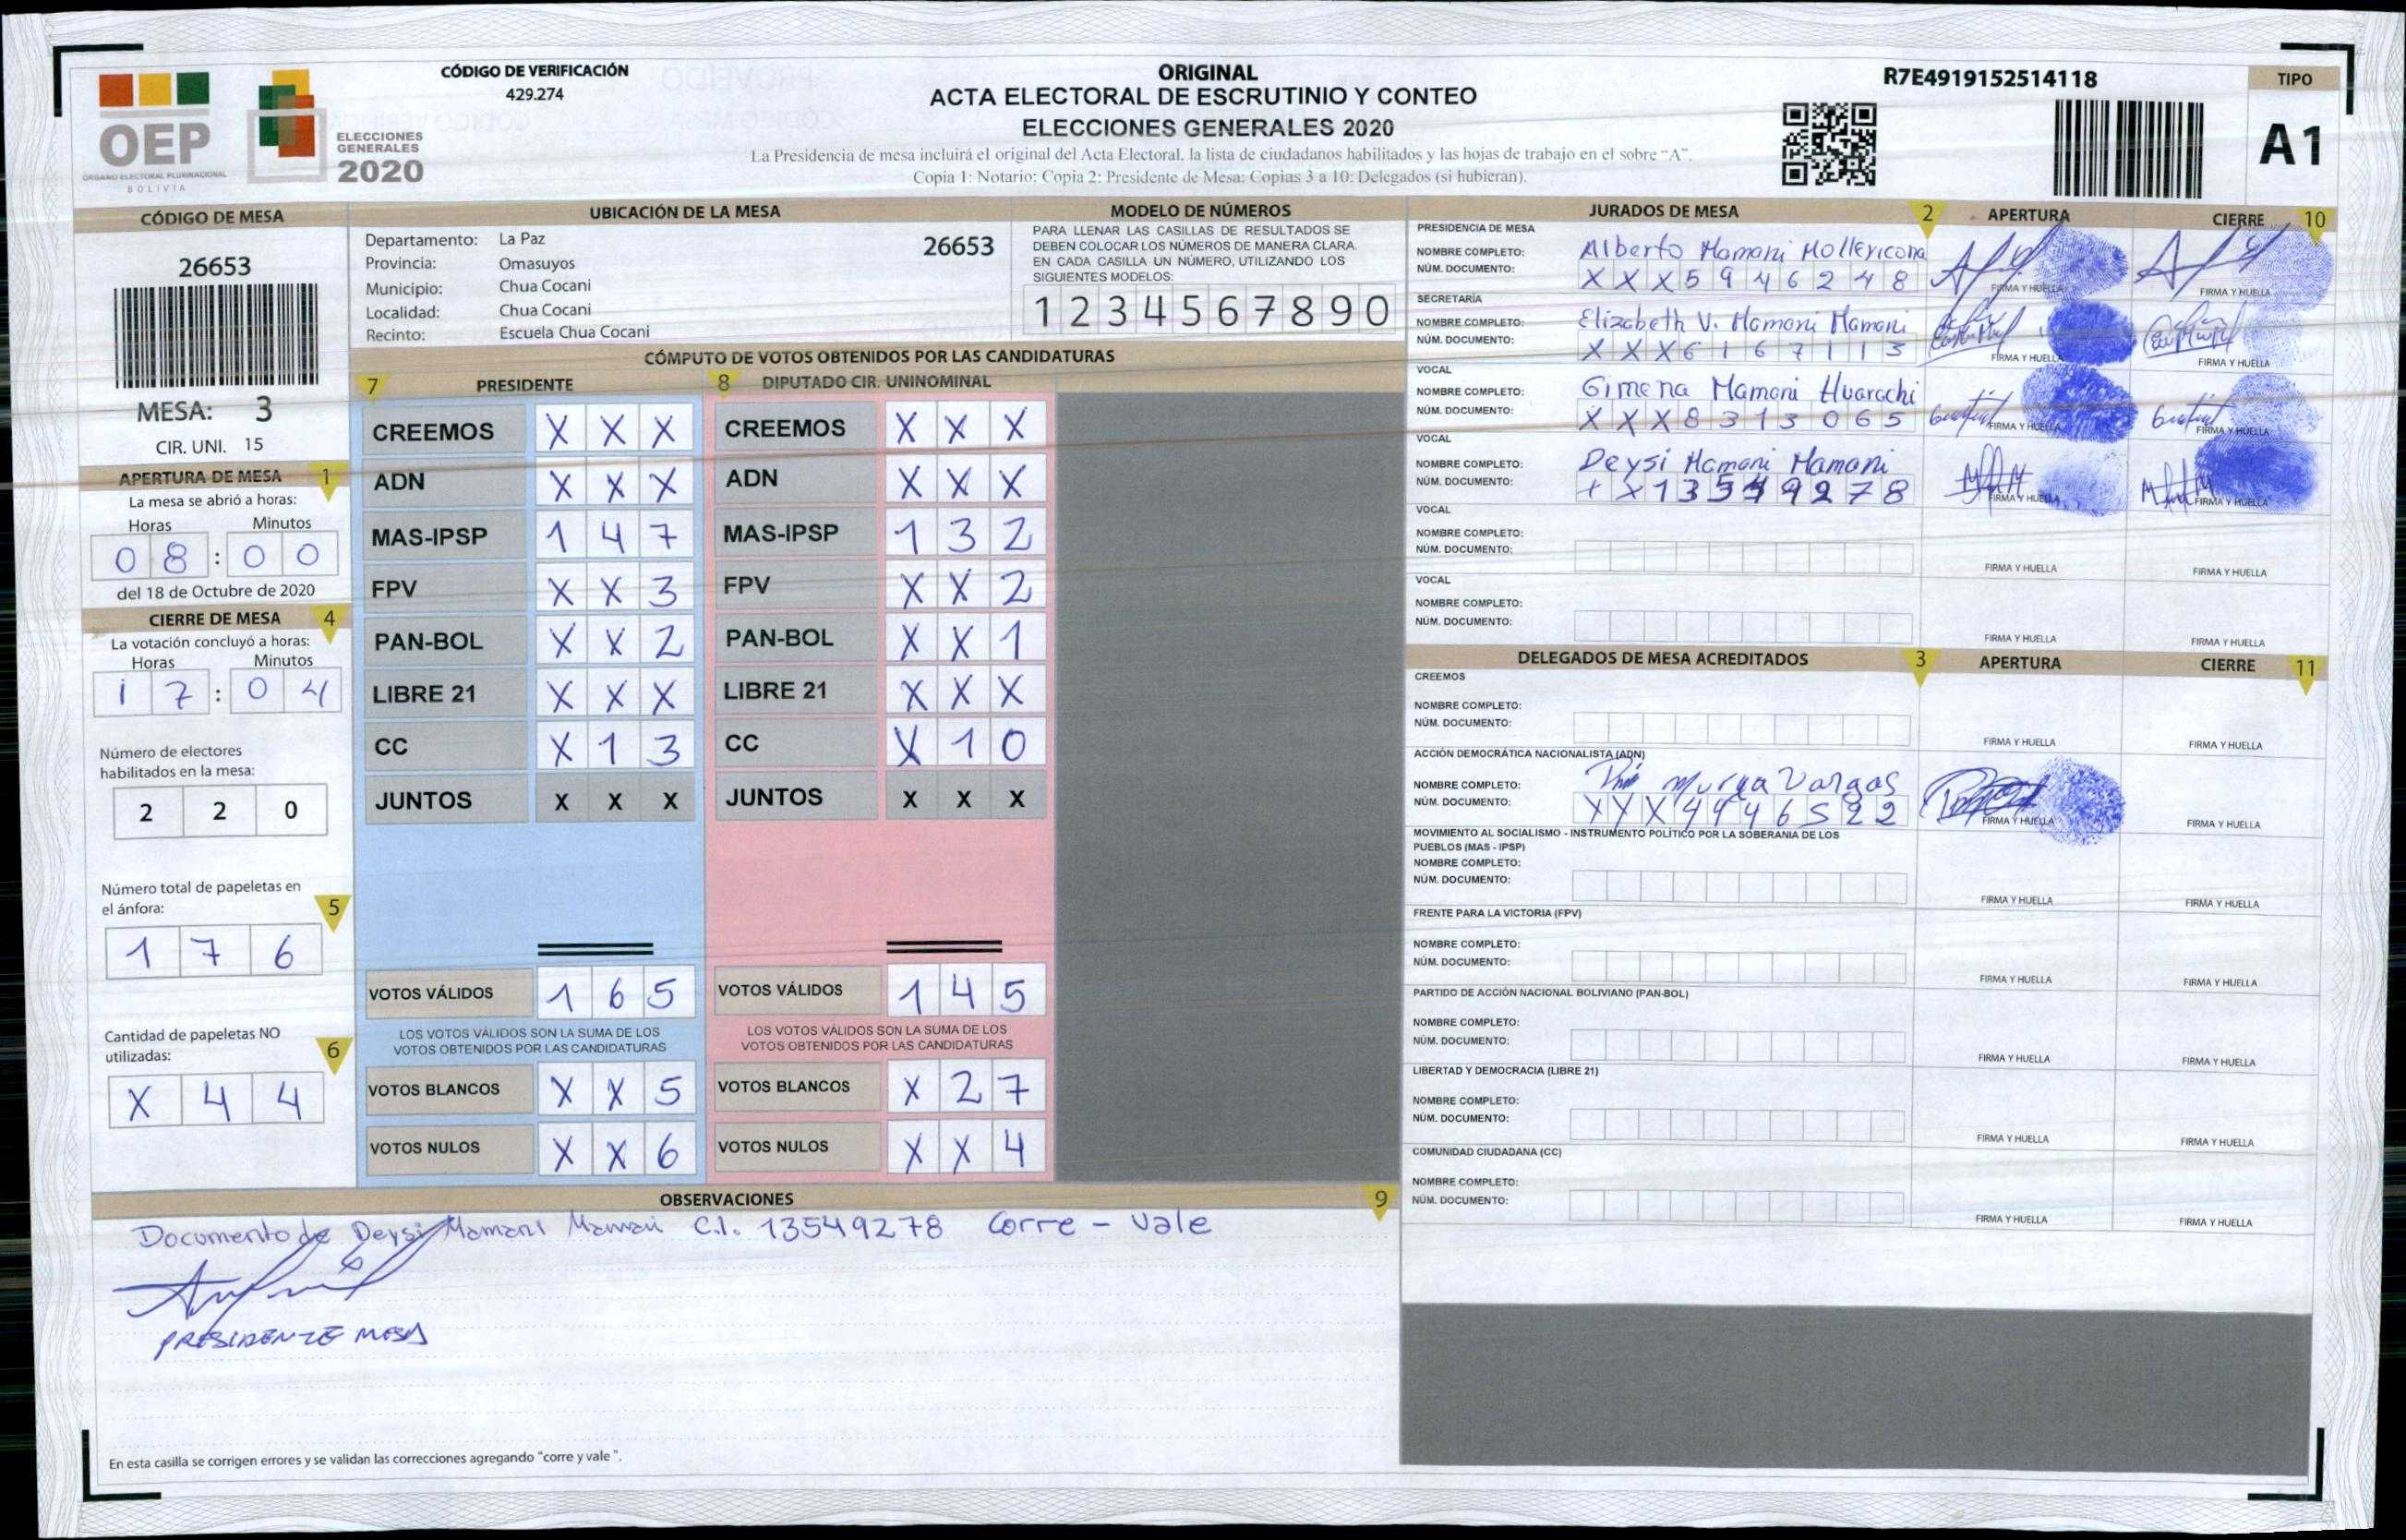 CÓDIGO DE VERIFICACIÓN
429.274
OEP
ÓRGANO ELECTORAL PLURINACIONAL
BOLIVIA
ELECCIONES
GENERALES
2020
ORIGINAL
ACTA ELECTORAL DE ESCRUTINIO Y CONTEO
ELECCIONES GENERALES 2020
La Presidencia de mesa incluirá el original del Acta Electoral, la lista de ciudadanos habilitados y las hojas de trabajo en el sobre "A".
Copia 1: Notario; Copia 2: Presidente de Mesa; Copias 3 a 10: Delegados (si hubieran).
R7E4919152514118
TIPO
A1
CÓDIGO DE MESA
26653
MESA: 3
CIR. UNI. 15
APERTURA DE MESA 1
La mesa se abrió a horas:
Horas Minutos
0 8 : 0 0
del 18 de Octubre de 2020
CIERRE DE MESA 4
La votación concluyó a horas:
Horas Minutos
1 7 : 0 4
Número de electores
habilitados en la mesa:
2 2 0
Número total de papeletas en
el ánfora: 5
1 7 6
Cantidad de papeletas NO
utilizadas: 6
X 4 4
UBICACIÓN DE LA MESA
Departamento: La Paz 26653
Provincia: Omasuyos
Municipio: Chua Cocani
Localidad: Chua Cocani
Recinto: Escuela Chua Cocani
MODELO DE NÚMEROS
PARA LLENAR LAS CASILLAS DE RESULTADOS SE
DEBEN COLOCAR LOS NÚMEROS DE MANERA CLARA.
EN CADA CASILLA UN NÚMERO, UTILIZANDO LOS
SIGUIENTES MODELOS:
1 2 3 4 5 6 7 8 9 0
CÓMPUTO DE VOTOS OBTENIDOS POR LAS CANDIDATURAS
7 PRESIDENTE 8 DIPUTADO CIR. UNINOMINAL
CREEMOS X X X CREEMOS X X X
ADN X X X ADN X X X
MAS-IPSP 1 4 7 MAS-IPSP 1 3 2
FPV X X 3 FPV X X 2
PAN-BOL X X 2 PAN-BOL X X 1
LIBRE 21 X X X LIBRE 21 X X X
CC X 1 3 CC X 1 0
JUNTOS X X X JUNTOS X X X
VOTOS VÁLIDOS 1 6 5 VOTOS VÁLIDOS 1 4 5
LOS VOTOS VÁLIDOS SON LA SUMA DE LOS LOS VOTOS VÁLIDOS SON LA SUMA DE LOS
VOTOS OBTENIDOS POR LAS CANDIDATURAS VOTOS OBTENIDOS POR LAS CANDIDATURAS
VOTOS BLANCOS X X 5 VOTOS BLANCOS X 2 7
VOTOS NULOS X X 6 VOTOS NULOS X X 4
OBSERVACIONES 9
Documento de Deysi Mamani Mamani C.I. 13549278 Corre - Vale
PRESIDENTE MESA
En esta casilla se corrigen errores y se validan las correcciones agregando "corre y vale".
JURADOS DE MESA 2 APERTURA CIERRE 10
PRESIDENCIA DE MESA
NOMBRE COMPLETO: Alberto Mamani Mollericona
NÚM. DOCUMENTO: X X X 5 9 4 6 2 4 8 FIRMA Y HUELLA FIRMA Y HUELLA
SECRETARÍA
NOMBRE COMPLETO: Elizabeth V. Mamani Mamani
NÚM. DOCUMENTO: X X X 6 1 6 7 1 1 3 FIRMA Y HUELLA FIRMA Y HUELLA
VOCAL
NOMBRE COMPLETO: Gimena Mamani Huarachi
NÚM. DOCUMENTO: X X X 8 3 1 3 0 6 5 FIRMA Y HUELLA FIRMA Y HUELLA
VOCAL
NOMBRE COMPLETO: Deysi Mamani Mamani
NÚM. DOCUMENTO: X X 1 3 5 4 9 2 7 8 FIRMA Y HUELLA FIRMA Y HUELLA
VOCAL
NOMBRE COMPLETO:
NÚM. DOCUMENTO: FIRMA Y HUELLA FIRMA Y HUELLA
VOCAL
NOMBRE COMPLETO:
NÚM. DOCUMENTO: FIRMA Y HUELLA FIRMA Y HUELLA
DELEGADOS DE MESA ACREDITADOS 3 APERTURA CIERRE 11
CREEMOS
NOMBRE COMPLETO:
NÚM. DOCUMENTO: FIRMA Y HUELLA FIRMA Y HUELLA
ACCIÓN DEMOCRÁTICA NACIONALISTA (ADN)
NOMBRE COMPLETO: Murga Vargas
NÚM. DOCUMENTO: X X X 4 4 4 6 5 2 2 FIRMA Y HUELLA FIRMA Y HUELLA
MOVIMIENTO AL SOCIALISMO - INSTRUMENTO POLÍTICO POR LA SOBERANIA DE LOS
PUEBLOS (MAS - IPSP)
NOMBRE COMPLETO:
NÚM. DOCUMENTO: FIRMA Y HUELLA FIRMA Y HUELLA
FRENTE PARA LA VICTORIA (FPV)
NOMBRE COMPLETO:
NÚM. DOCUMENTO: FIRMA Y HUELLA FIRMA Y HUELLA
PARTIDO DE ACCIÓN NACIONAL BOLIVIANO (PAN-BOL)
NOMBRE COMPLETO:
NÚM. DOCUMENTO: FIRMA Y HUELLA FIRMA Y HUELLA
LIBERTAD Y DEMOCRACIA (LIBRE 21)
NOMBRE COMPLETO:
NÚM. DOCUMENTO: FIRMA Y HUELLA FIRMA Y HUELLA
COMUNIDAD CIUDADANA (CC)
NOMBRE COMPLETO:
NÚM. DOCUMENTO: FIRMA Y HUELLA FIRMA Y HUELLA